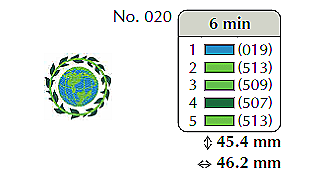 No. 020
6 min
1 (019)
2 (513)
3 (509)
4 (507)
5 (513)
45.4 mm
46.2 mm